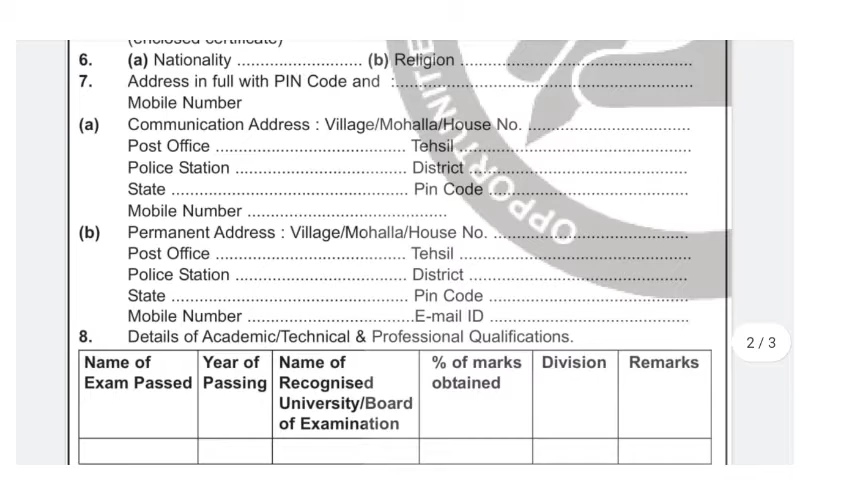 (enclosed certificate)
6. (a) Nationality ........................... (b) Religion .................................................
7. Address in full with PIN Code and :...............................................................
Mobile Number
(a) Communication Address : Village/Mohalla/House No. ..................................
Post Office ........................................ Tehsil .................................................
Police Station .................................... District ..............................................
State .................................................. Pin Code ..........................................
Mobile Number ..........................................
(b) Permanent Address : Village/Mohalla/House No. .........................................
Post Office ........................................ Tehsil .................................................
Police Station .................................... District ..............................................
State .................................................. Pin Code ..........................................
Mobile Number ...................................E-mail ID ..........................................
8. Details of Academic/Technical & Professional Qualifications.
Name of Exam Passed
Year of Passing
Name of Recognised University/Board of Examination
% of marks obtained
Division
Remarks
2 / 3
Adda